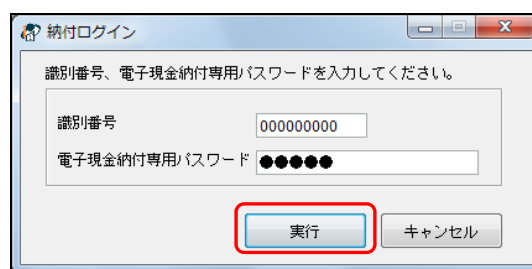 納付ログイン
識別番号、電子現金納付専用パスワードを入力してください。
識別番号 000000000
電子現金納付専用パスワード ●●●●●
実行 キャンセル